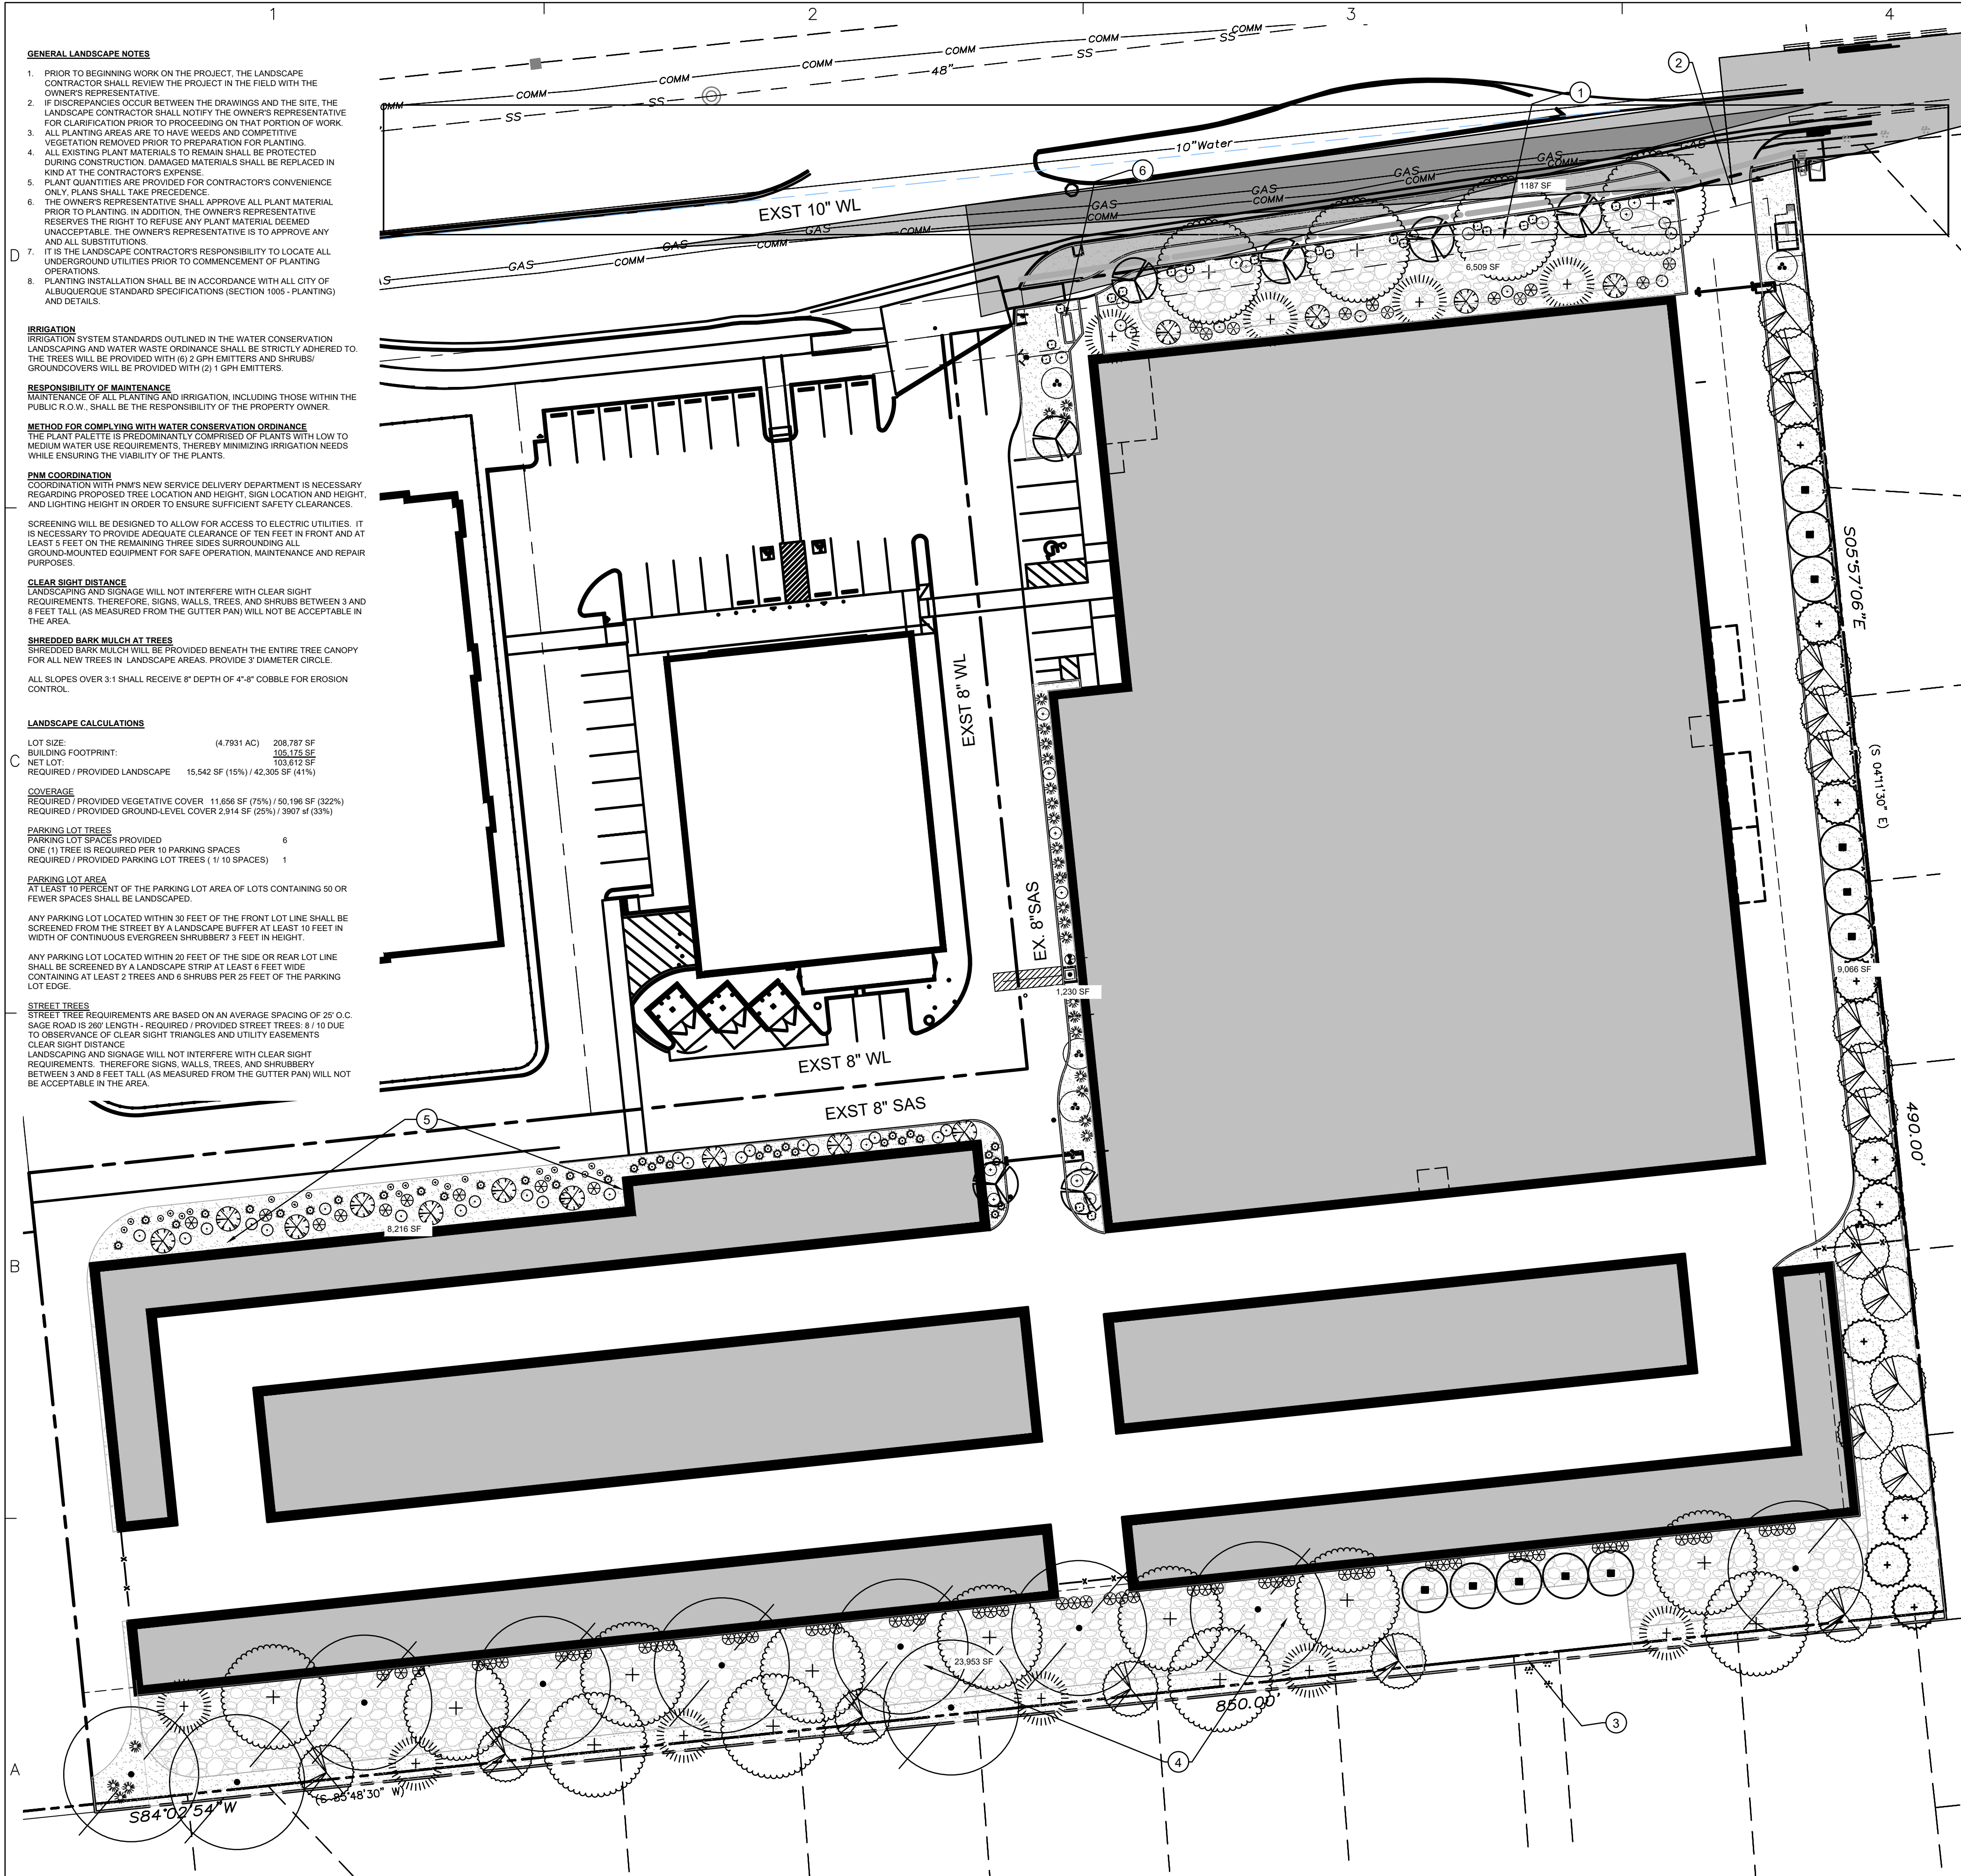 1 2 3 4
GENERAL LANDSCAPE NOTES
1. PRIOR TO BEGINNING WORK ON THE PROJECT, THE LANDSCAPE
CONTRACTOR SHALL REVIEW THE PROJECT IN THE FIELD WITH THE
OWNER'S REPRESENTATIVE.
2. IF DISCREPANCIES OCCUR BETWEEN THE DRAWINGS AND THE SITE, THE
LANDSCAPE CONTRACTOR SHALL NOTIFY THE OWNER'S REPRESENTATIVE
FOR CLARIFICATION PRIOR TO PROCEEDING ON THAT PORTION OF WORK.
3. ALL PLANTING AREAS ARE TO HAVE WEEDS AND COMPETITIVE
VEGETATION REMOVED PRIOR TO PREPARATION FOR PLANTING.
4. ALL EXISTING PLANT MATERIALS TO REMAIN SHALL BE PROTECTED
DURING CONSTRUCTION. DAMAGED MATERIALS SHALL BE REPLACED IN
KIND AT THE CONTRACTOR'S EXPENSE.
5. PLANT QUANTITIES ARE PROVIDED FOR CONTRACTOR'S CONVENIENCE
ONLY, PLANS SHALL TAKE PRECEDENCE.
6. THE OWNER'S REPRESENTATIVE SHALL APPROVE ALL PLANT MATERIAL
PRIOR TO PLANTING. IN ADDITION, THE OWNER'S REPRESENTATIVE
RESERVES THE RIGHT TO REFUSE ANY PLANT MATERIAL DEEMED
UNACCEPTABLE. THE OWNER'S REPRESENTATIVE IS TO APPROVE ANY
AND ALL SUBSTITUTIONS.
7. IT IS THE LANDSCAPE CONTRACTOR'S RESPONSIBILITY TO LOCATE ALL
UNDERGROUND UTILITIES PRIOR TO COMMENCEMENT OF PLANTING
OPERATIONS.
8. PLANTING INSTALLATION SHALL BE IN ACCORDANCE WITH ALL CITY OF
ALBUQUERQUE STANDARD SPECIFICATIONS (SECTION 1005 - PLANTING)
AND DETAILS.
IRRIGATION
IRRIGATION SYSTEM STANDARDS OUTLINED IN THE WATER CONSERVATION
LANDSCAPING AND WATER WASTE ORDINANCE SHALL BE STRICTLY ADHERED TO.
THE TREES WILL BE PROVIDED WITH (6) 2 GPH EMITTERS AND SHRUBS/
GROUNDCOVERS WILL BE PROVIDED WITH (2) 1 GPH EMITTERS.
RESPONSIBILITY OF MAINTENANCE
MAINTENANCE OF ALL PLANTING AND IRRIGATION, INCLUDING THOSE WITHIN THE
PUBLIC R.O.W., SHALL BE THE RESPONSIBILITY OF THE PROPERTY OWNER.
METHOD FOR COMPLYING WITH WATER CONSERVATION ORDINANCE
THE PLANT PALETTE IS PREDOMINANTLY COMPRISED OF PLANTS WITH LOW TO
MEDIUM WATER USE REQUIREMENTS, THEREBY MINIMIZING IRRIGATION NEEDS
WHILE ENSURING THE VIABILITY OF THE PLANTS.
PNM COORDINATION
COORDINATION WITH PNM'S NEW SERVICE DELIVERY DEPARTMENT IS NECESSARY
REGARDING PROPOSED TREE LOCATION AND HEIGHT, SIGN LOCATION AND HEIGHT,
AND LIGHTING HEIGHT IN ORDER TO ENSURE SUFFICIENT SAFETY CLEARANCES.
SCREENING WILL BE DESIGNED TO ALLOW FOR ACCESS TO ELECTRIC UTILITIES. IT
IS NECESSARY TO PROVIDE ADEQUATE CLEARANCE OF TEN FEET IN FRONT AND AT
LEAST 5 FEET ON THE REMAINING THREE SIDES SURROUNDING ALL
GROUND-MOUNTED EQUIPMENT FOR SAFE OPERATION, MAINTENANCE AND REPAIR
PURPOSES.
CLEAR SIGHT DISTANCE
LANDSCAPING AND SIGNAGE WILL NOT INTERFERE WITH CLEAR SIGHT
REQUIREMENTS. THEREFORE, SIGNS, WALLS, TREES, AND SHRUBS BETWEEN 3 AND
8 FEET TALL (AS MEASURED FROM THE GUTTER PAN) WILL NOT BE ACCEPTABLE IN
THE AREA.
SHREDDED BARK MULCH AT TREES
SHREDDED BARK MULCH WILL BE PROVIDED BENEATH THE ENTIRE TREE CANOPY
FOR ALL NEW TREES IN LANDSCAPE AREAS. PROVIDE 3' DIAMETER CIRCLE.
ALL SLOPES OVER 3:1 SHALL RECEIVE 8" DEPTH OF 4"-8" COBBLE FOR EROSION
CONTROL.
LANDSCAPE CALCULATIONS
LOT SIZE: (4.7931 AC) 208,787 SF
BUILDING FOOTPRINT: 105,175 SF
NET LOT: 103,612 SF
REQUIRED / PROVIDED LANDSCAPE 15,542 SF (15%) / 42,305 SF (41%)
COVERAGE
REQUIRED / PROVIDED VEGETATIVE COVER 11,656 SF (75%) / 50,196 SF (322%)
REQUIRED / PROVIDED GROUND-LEVEL COVER 2,914 SF (25%) / 3907 sf (33%)
PARKING LOT TREES
PARKING LOT SPACES PROVIDED 6
ONE (1) TREE IS REQUIRED PER 10 PARKING SPACES
REQUIRED / PROVIDED PARKING LOT TREES ( 1/ 10 SPACES) 1
PARKING LOT AREA
AT LEAST 10 PERCENT OF THE PARKING LOT AREA OF LOTS CONTAINING 50 OR
FEWER SPACES SHALL BE LANDSCAPED.
ANY PARKING LOT LOCATED WITHIN 30 FEET OF THE FRONT LOT LINE SHALL BE
SCREENED FROM THE STREET BY A LANDSCAPE BUFFER AT LEAST 10 FEET IN
WIDTH OF CONTINUOUS EVERGREEN SHRUBBER7 3 FEET IN HEIGHT.
ANY PARKING LOT LOCATED WITHIN 20 FEET OF THE SIDE OR REAR LOT LINE
SHALL BE SCREENED BY A LANDSCAPE STRIP AT LEAST 6 FEET WIDE
CONTAINING AT LEAST 2 TREES AND 6 SHRUBS PER 25 FEET OF THE PARKING
LOT EDGE.
STREET TREES
STREET TREE REQUIREMENTS ARE BASED ON AN AVERAGE SPACING OF 25' O.C.
SAGE ROAD IS 260' LENGTH - REQUIRED / PROVIDED STREET TREES: 8 / 10 DUE
TO OBSERVANCE OF CLEAR SIGHT TRIANGLES AND UTILITY EASEMENTS
CLEAR SIGHT DISTANCE
LANDSCAPING AND SIGNAGE WILL NOT INTERFERE WITH CLEAR SIGHT
REQUIREMENTS. THEREFORE SIGNS, WALLS, TREES, AND SHRUBBERY
BETWEEN 3 AND 8 FEET TALL (AS MEASURED FROM THE GUTTER PAN) WILL NOT
BE ACCEPTABLE IN THE AREA.
D
C
B
A
COMM COMM COMM COMM COMM COMM
SS SS 48" SS SS
10"Water
EXST 10" WL
GAS GAS GAS GAS GAS GAS GAS
COMM COMM COMM COMM COMM COMM
1
2
6
1187 SF
6,509 SF
EXST 8" WL
EX. 8"SAS
1,230 SF
EXST 8" WL
EXST 8" SAS
S05°57'06"E
(S 04°11'30" E)
9,066 SF
490.00'
5
8,216 SF
23,953 SF
850.00'
3
4
S84°02'54"W
(S 85°48'30" W)